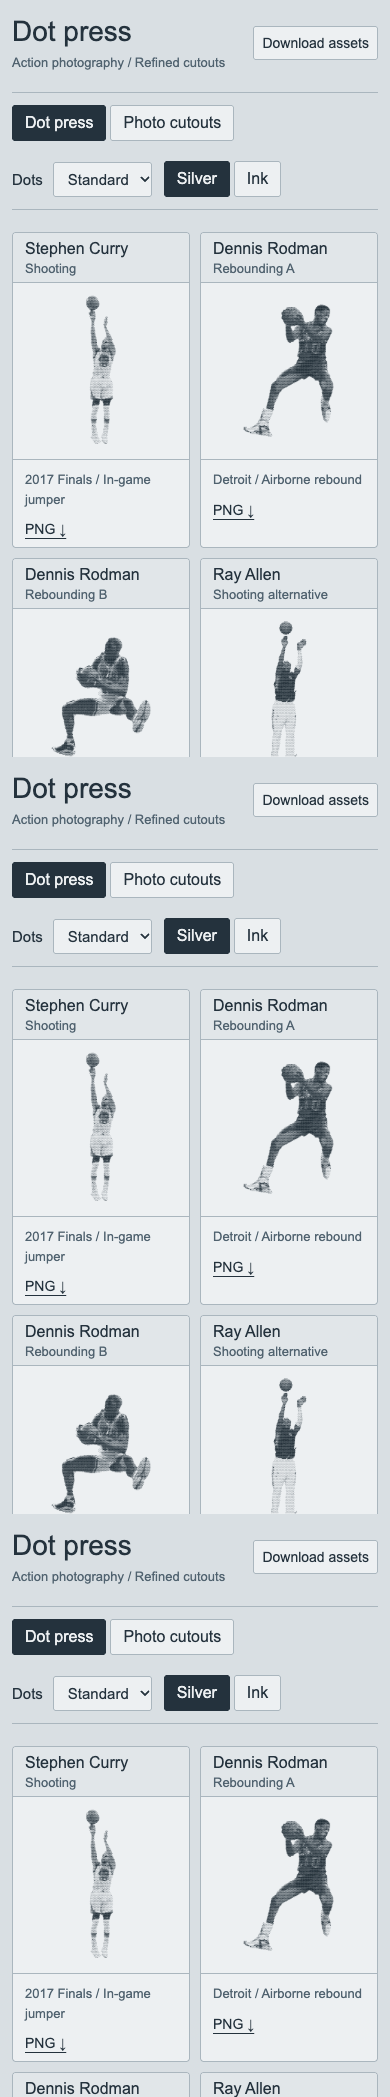 Dot press
Action photography / Refined cutouts
Download assets
Dot press
Photo cutouts
Dots
Standard
Silver
Ink
Stephen Curry
Shooting
Dennis Rodman
Rebounding A
2017 Finals / In-game
jumper
PNG ↓
Detroit / Airborne rebound
PNG ↓
Dennis Rodman
Rebounding B
Ray Allen
Shooting alternative
Dot press
Action photography / Refined cutouts
Download assets
Dot press
Photo cutouts
Dots
Standard
Silver
Ink
Stephen Curry
Shooting
Dennis Rodman
Rebounding A
2017 Finals / In-game
jumper
PNG ↓
Detroit / Airborne rebound
PNG ↓
Dennis Rodman
Rebounding B
Ray Allen
Shooting alternative
Dot press
Action photography / Refined cutouts
Download assets
Dot press
Photo cutouts
Dots
Standard
Silver
Ink
Stephen Curry
Shooting
Dennis Rodman
Rebounding A
2017 Finals / In-game
jumper
PNG ↓
Detroit / Airborne rebound
PNG ↓
Dennis Rodman
Ray Allen